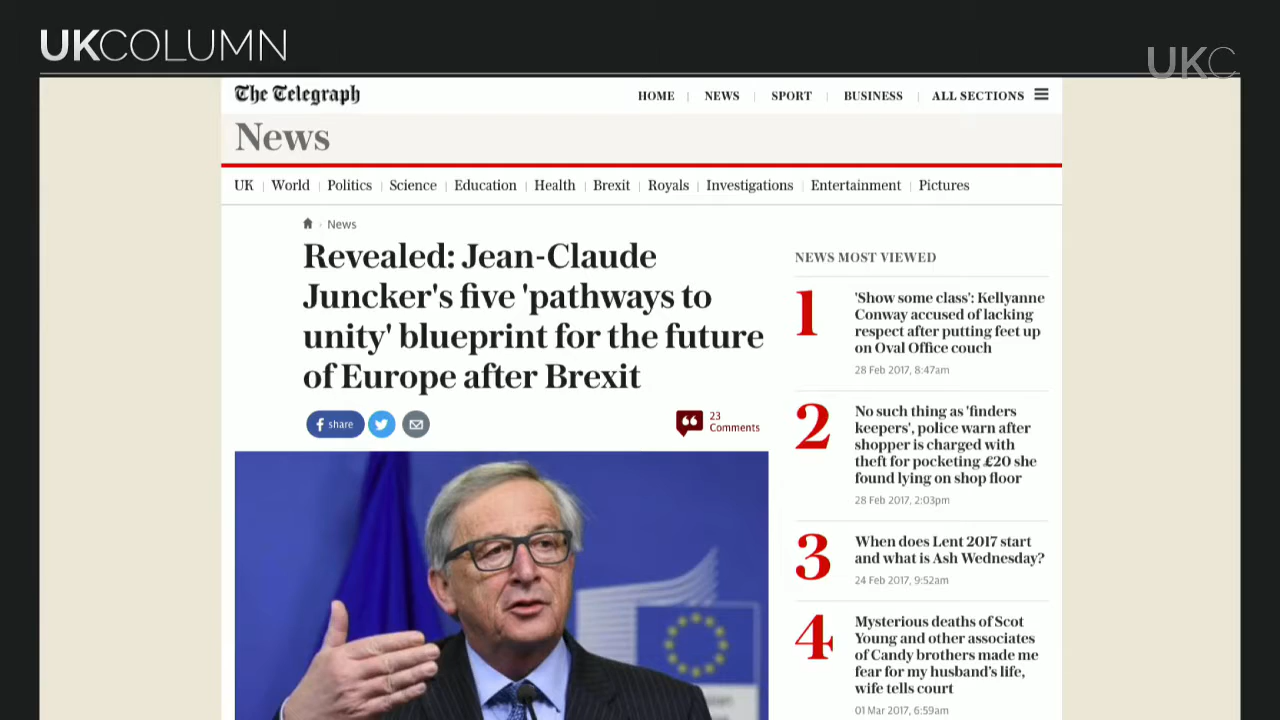 UKCOLUMN
UKC
The Telegraph
HOME | NEWS | SPORT | BUSINESS | ALL SECTIONS
News
UK | World | Politics | Science | Education | Health | Brexit | Royals | Investigations | Entertainment | Pictures
News
Revealed: Jean-Claude
Juncker's five 'pathways to
unity' blueprint for the future
of Europe after Brexit
share
23
Comments
NEWS MOST VIEWED
1
'Show some class': Kellyanne
Conway accused of lacking
respect after putting feet up
on Oval Office couch
28 Feb 2017, 8:47am
2
No such thing as 'finders
keepers', police warn after
shopper is charged with
theft for pocketing £20 she
found lying on shop floor
28 Feb 2017, 2:03pm
3
When does Lent 2017 start
and what is Ash Wednesday?
24 Feb 2017, 9:52am
4
Mysterious deaths of Scot
Young and other associates
of Candy brothers made me
fear for my husband's life,
wife tells court
01 Mar 2017, 6:59am